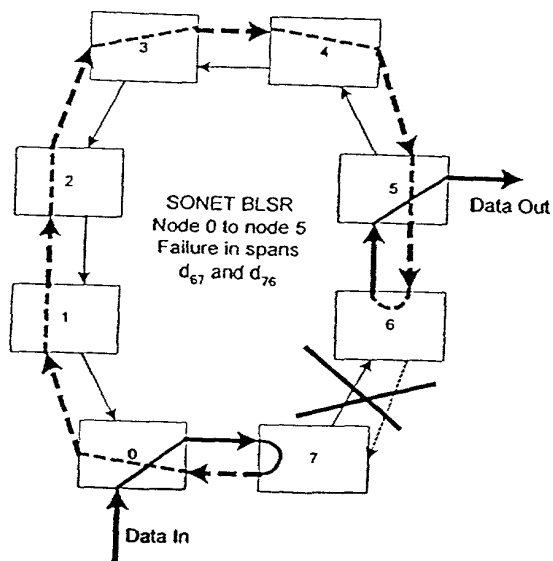 3
4
2
5
SONET BLSR
Node 0 to node 5
Failure in spans
d67 and d76
Data Out
1
6
0
7
Data In